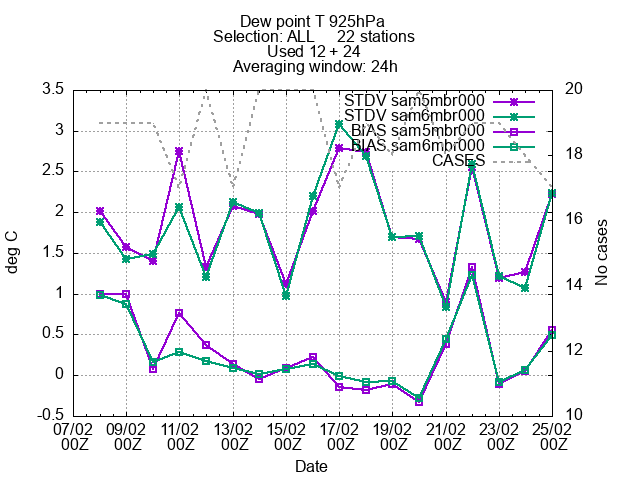 Dew point T 925hPa
Selection: ALL 22 stations
Used 12 + 24
Averaging window: 24h
STDV sam5mbr000
STDV sam6mbr000
BIAS sam5mbr000
BIAS sam6mbr000
CASES
3.5
3
2.5
2
1.5
1
0.5
0
-0.5
deg C
20
18
16
14
12
10
No cases
07/02 09/02 11/02 13/02 15/02 17/02 19/02 21/02 23/02 25/02
00Z 00Z 00Z 00Z 00Z 00Z 00Z 00Z 00Z 00Z
Date